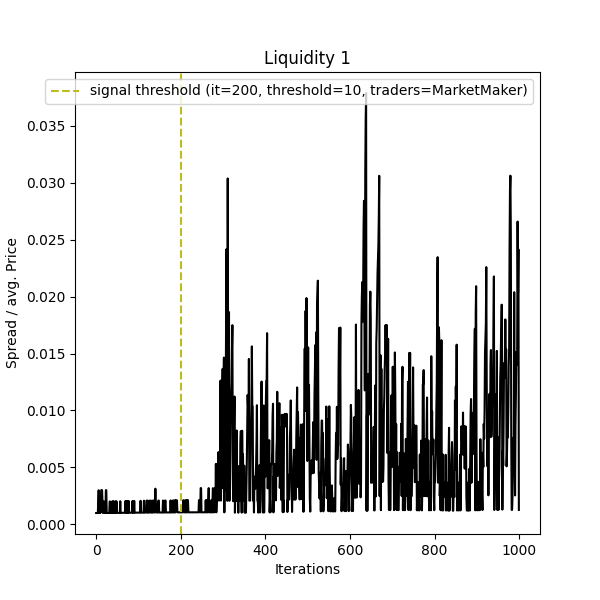 Liquidity 1
signal threshold (it=200, threshold=10, traders=MarketMaker)
Spread / avg. Price
0.035
0.030
0.025
0.020
0.015
0.010
0.005
0.000
0 200 400 600 800 1000
Iterations